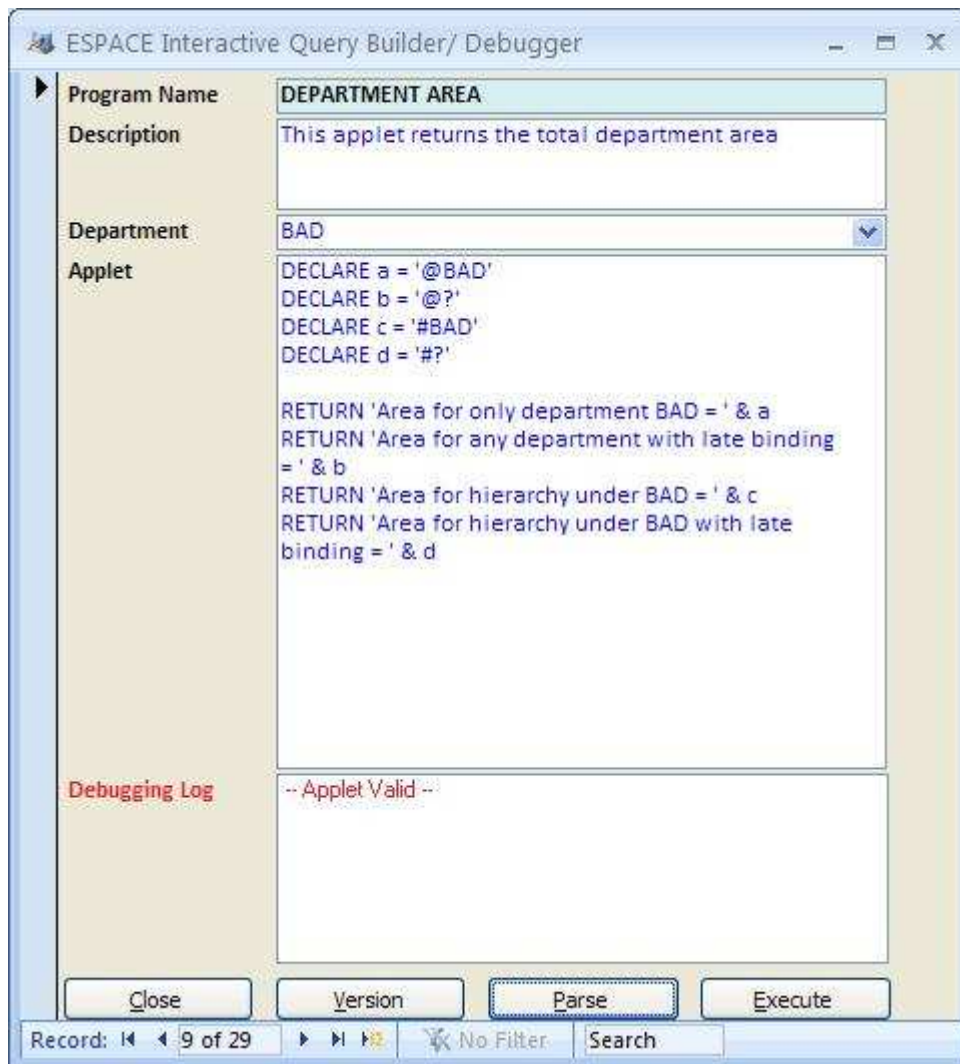 ESPACE Interactive Query Builder/ Debugger
Program Name
DEPARTMENT AREA
Description
This applet returns the total department area
Department
BAD
Applet
DECLARE a = '@BAD'
DECLARE b = '@?'
DECLARE c = '#BAD'
DECLARE d = '#?'
RETURN 'Area for only department BAD = ' & a
RETURN 'Area for any department with late binding
= ' & b
RETURN 'Area for hierarchy under BAD = ' & c
RETURN 'Area for hierarchy under BAD with late
binding = ' & d
Debugging Log
-- Applet Valid --
Close
Version
Parse
Execute
Record: 9 of 29 No Filter Search